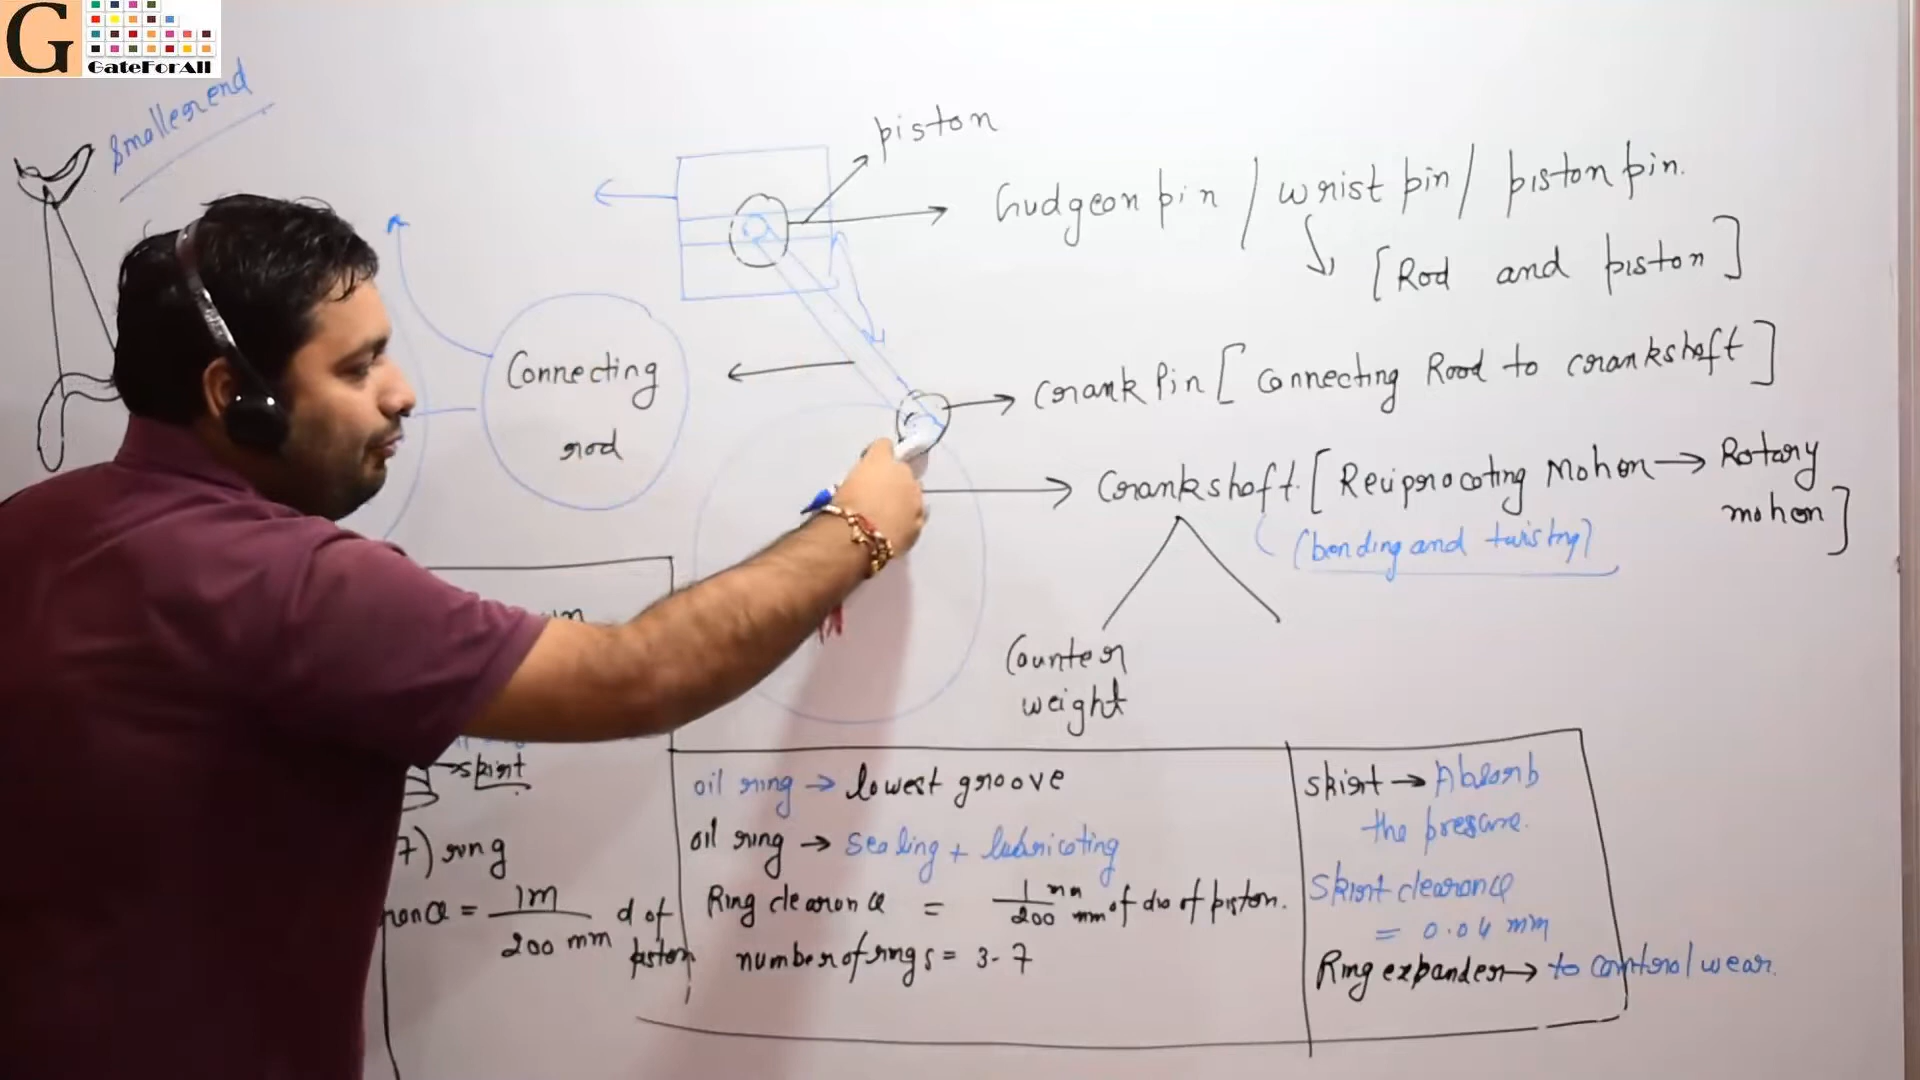 G
GateForAll
Smaller end
piston
Gudgeon pin / wrist pin / piston pin.
[Rod and piston]
Connecting
rod
Crank Pin [Connecting Rod to crankshaft]
Crankshaft. [Reciprocating Motion → Rotary
motion]
(bending and twisting)
Counter
weight
skirt
7) ring
= 1m
200 mm d of
piston
oil ring → lowest groove
oil ring → Sealing + lubricating
Ring clearance = 1 mm
200 mm of dia of piston.
number of rings = 3-7
skirt → Absorb
the presure.
Skirt clearance
= 0.04 mm
Ring expander → to control wear.